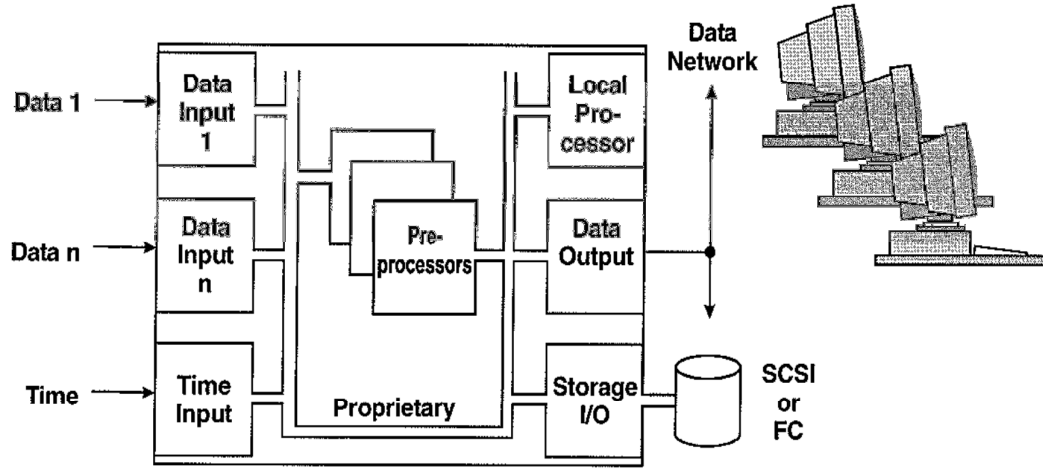 Data
Network
Data 1
Data
Input
1
Local
Pro-
cessor
Data n
Data
Input
n
Pre-
processors
Data
Output
Time
Time
Input
Proprietary
Storage
I/O
SCSI
or
FC